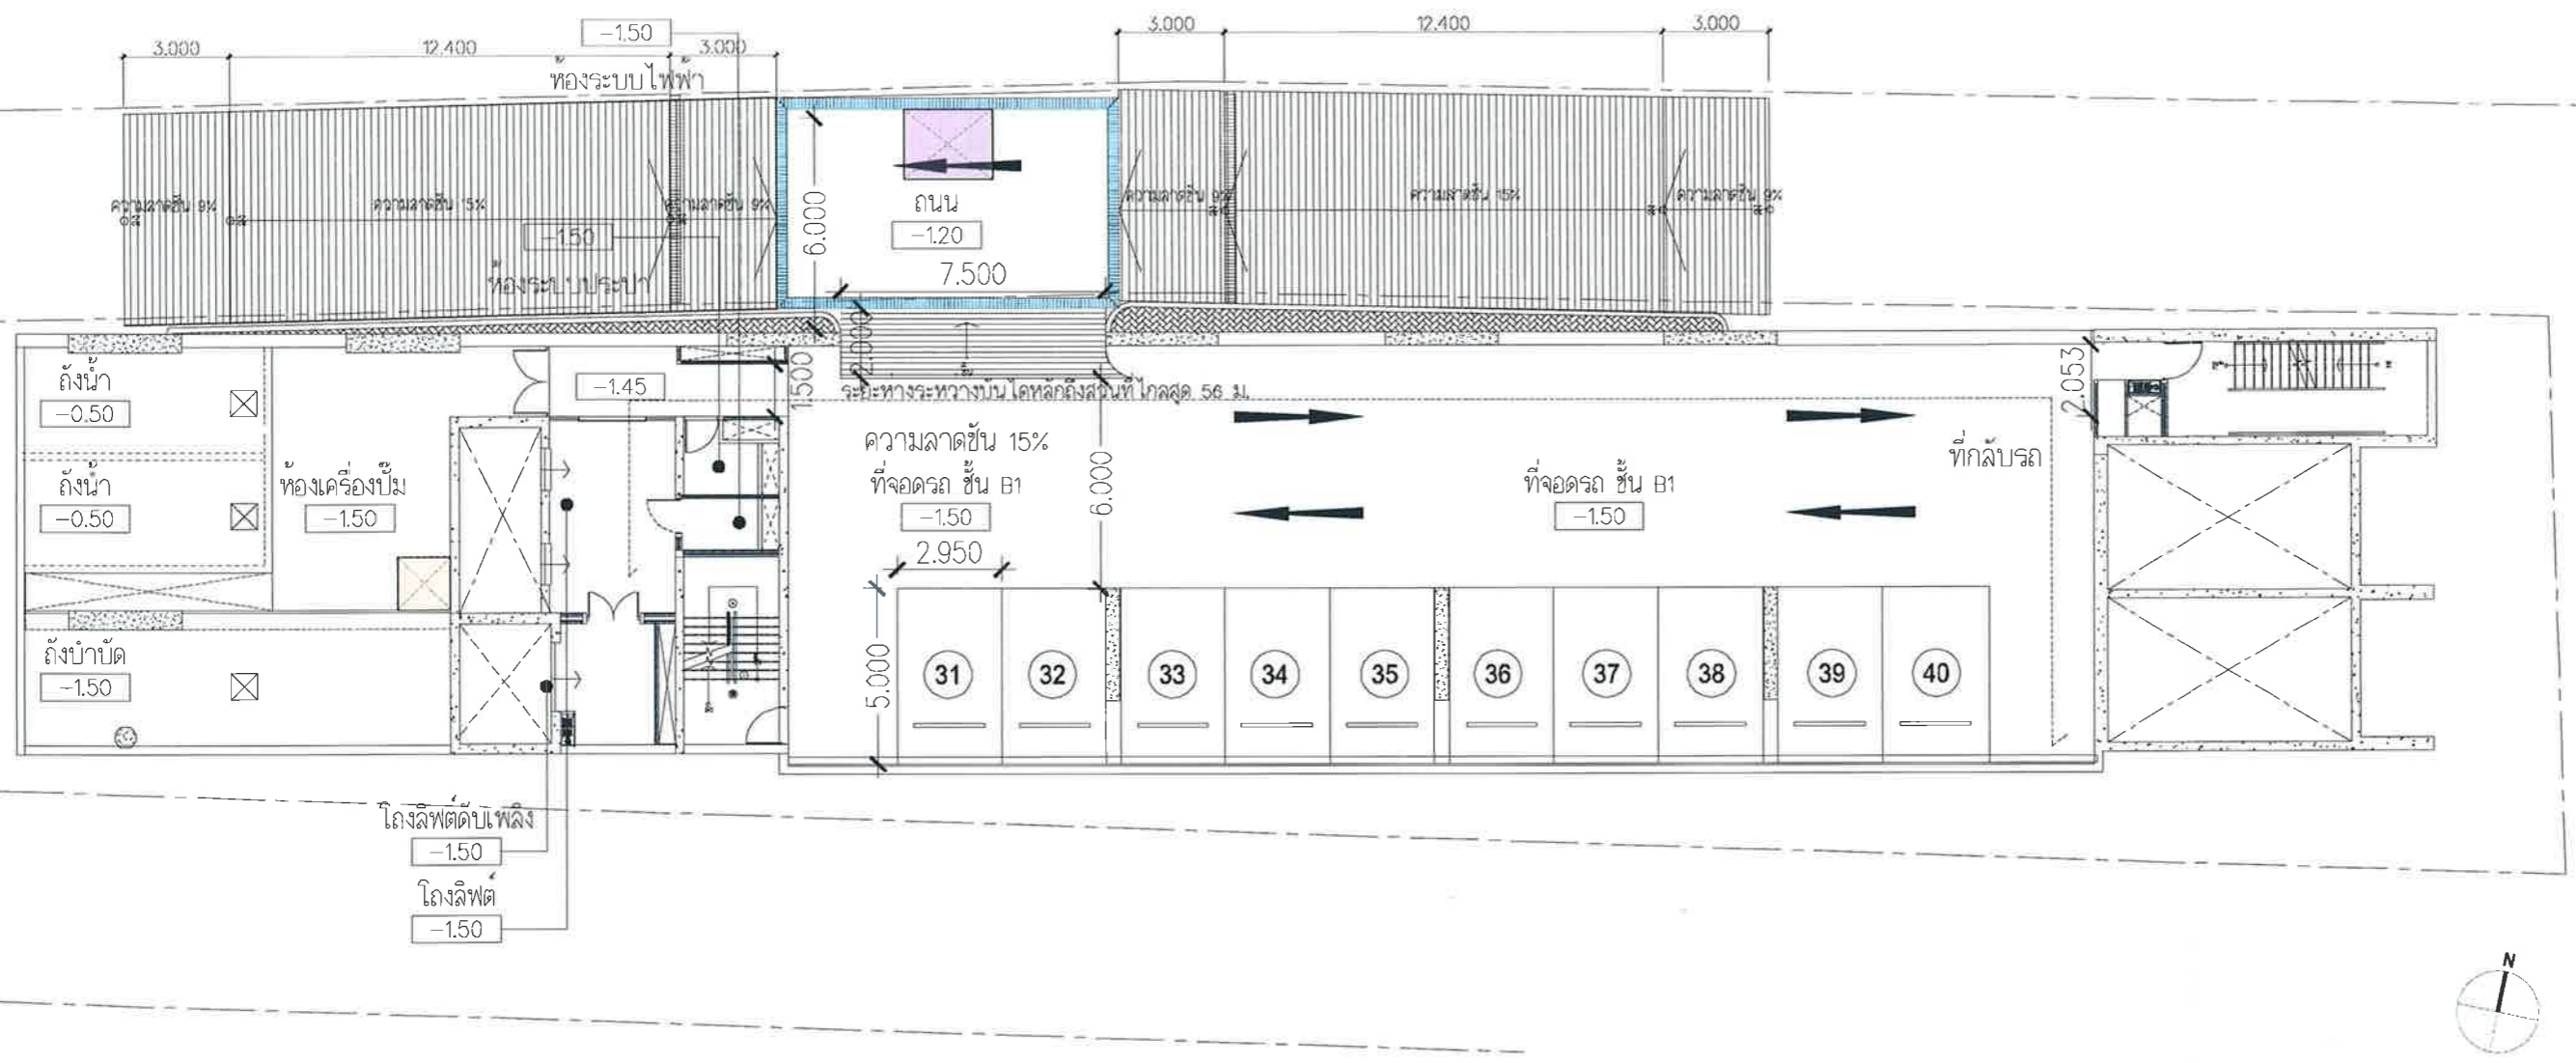 3.000
12.400
3.000
-1.50
3.000
12.400
3.000
ห้องระบบไฟฟ้า
ความลาดชัน 9%
ความลาดชัน 15%
ความลาดชัน 9%
6.000
ถนน
-1.20
7.500
ความลาดชัน 9%
ความลาดชัน 15%
ความลาดชัน 9%
-1.50
ห้องระบบประปา
2.000
ถังน้ำ
-0.50
-1.45
1.500
ระยะทางระหว่างบันไดหลักถึงส่วนที่ไกลสุด 56 ม.
2.053
ถังน้ำ
-0.50
ห้องเครื่องปั๊ม
-1.50
ความลาดชัน 15%
ที่จอดรถ ชั้น B1
-1.50
6.000
ที่จอดรถ ชั้น B1
-1.50
ที่กลับรถ
2.950
5.000
ถังบำบัด
-1.50
31
32
33
34
35
36
37
38
39
40
โถงลิฟต์ดับเพลิง
-1.50
โถงลิฟต์
-1.50
N